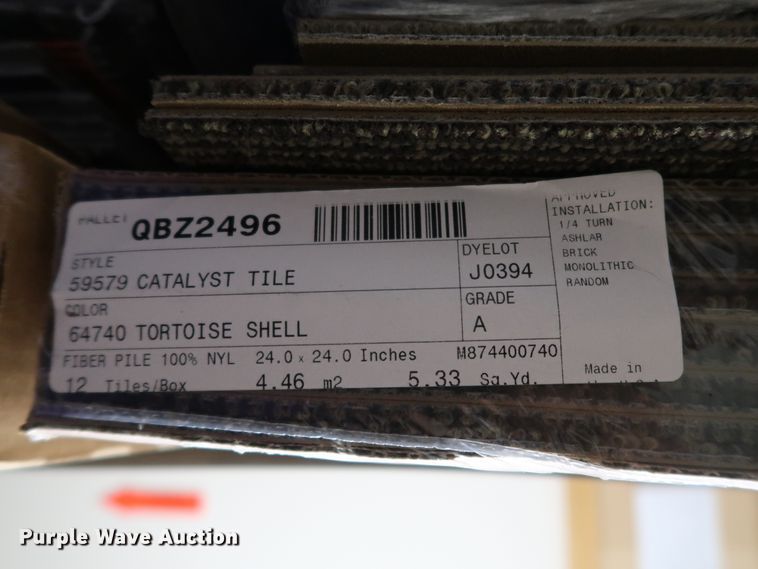 PALLET QBZ2496
STYLE
59579 CATALYST TILE
DYELOT
J0394
COLOR
64740 TORTOISE SHELL
GRADE
A
FIBER PILE 100% NYL 24.0 x 24.0 Inches M874400740
12 Tiles/Box 4.46 m2 5.33 Sq.Yd.
APPROVED
INSTALLATION:
1/4 TURN
ASHLAR
BRICK
MONOLITHIC
RANDOM
Made in
Purple Wave Auction